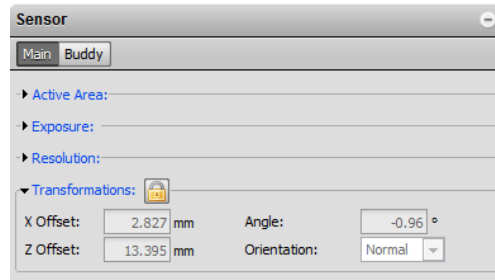 Sensor
Main Buddy
Active Area:
Exposure:
Resolution:
Transformations:
X Offset: 2.827 mm Angle: -0.96 °
Z Offset: 13.395 mm Orientation: Normal